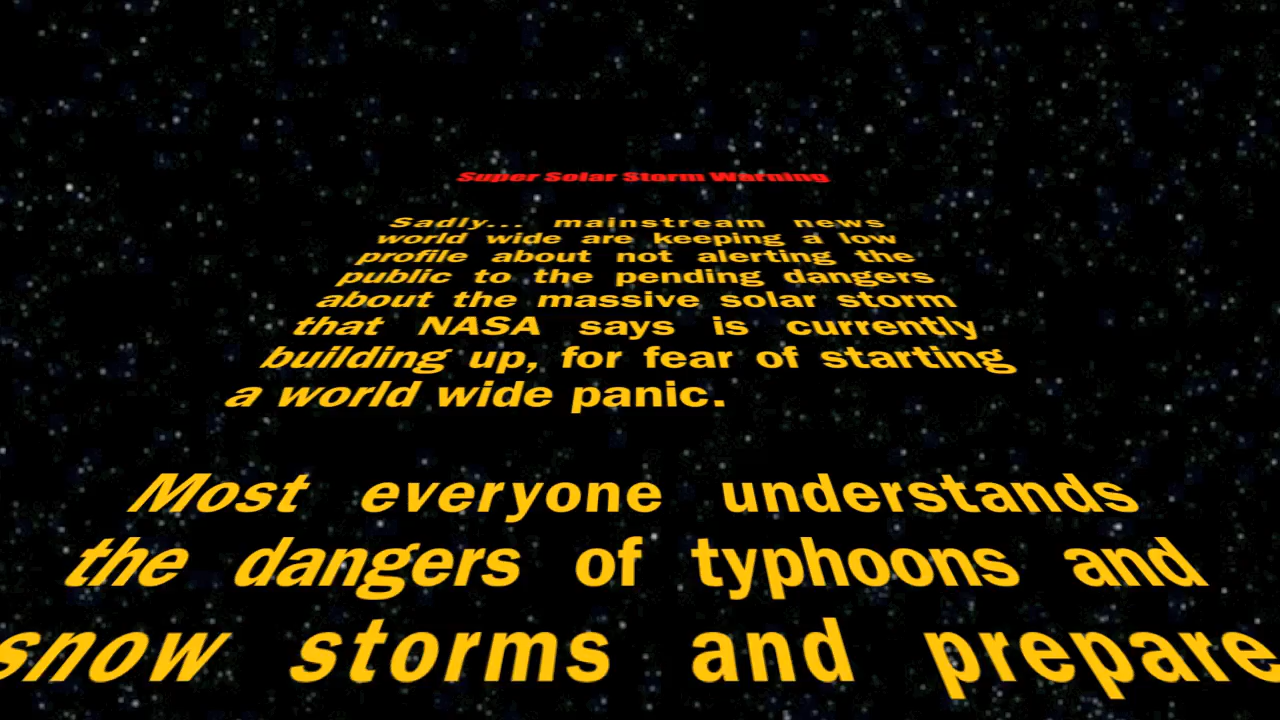 Super Solar Storm Warning
Sadly... mainstream news
world wide are keeping a low
profile about not alerting the
public to the pending dangers
about the massive solar storm
that NASA says is currently
building up, for fear of starting
a world wide panic.
Most everyone understands
the dangers of typhoons and
snow storms and prepare